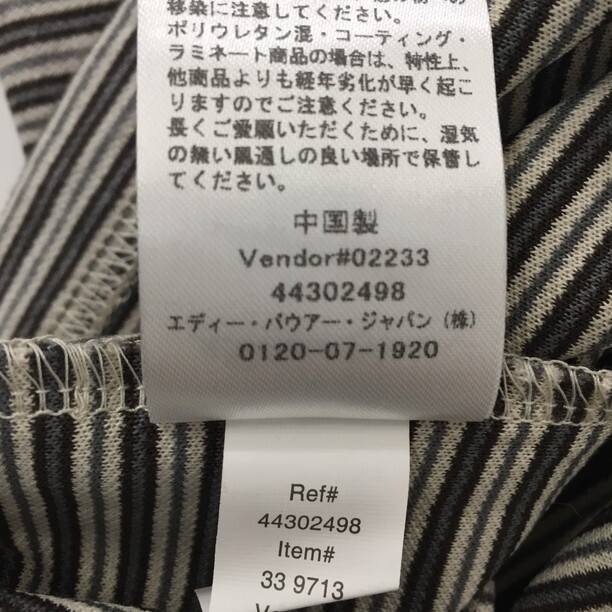 移染に注意してください。
ポリウレタン混・コーティング・
ラミネート商品の場合は、特性上、
他商品よりも経年劣化が早く起こ
りますのでご注意ください。
長くご愛願いただくために、湿気
の無い風通しの良い場所で保管し
てください。
中国製
Vendor#02233
44302498
エディー・バウアー・ジャパン（株）
0120-07-1920
Ref#
44302498
Item#
33 9713